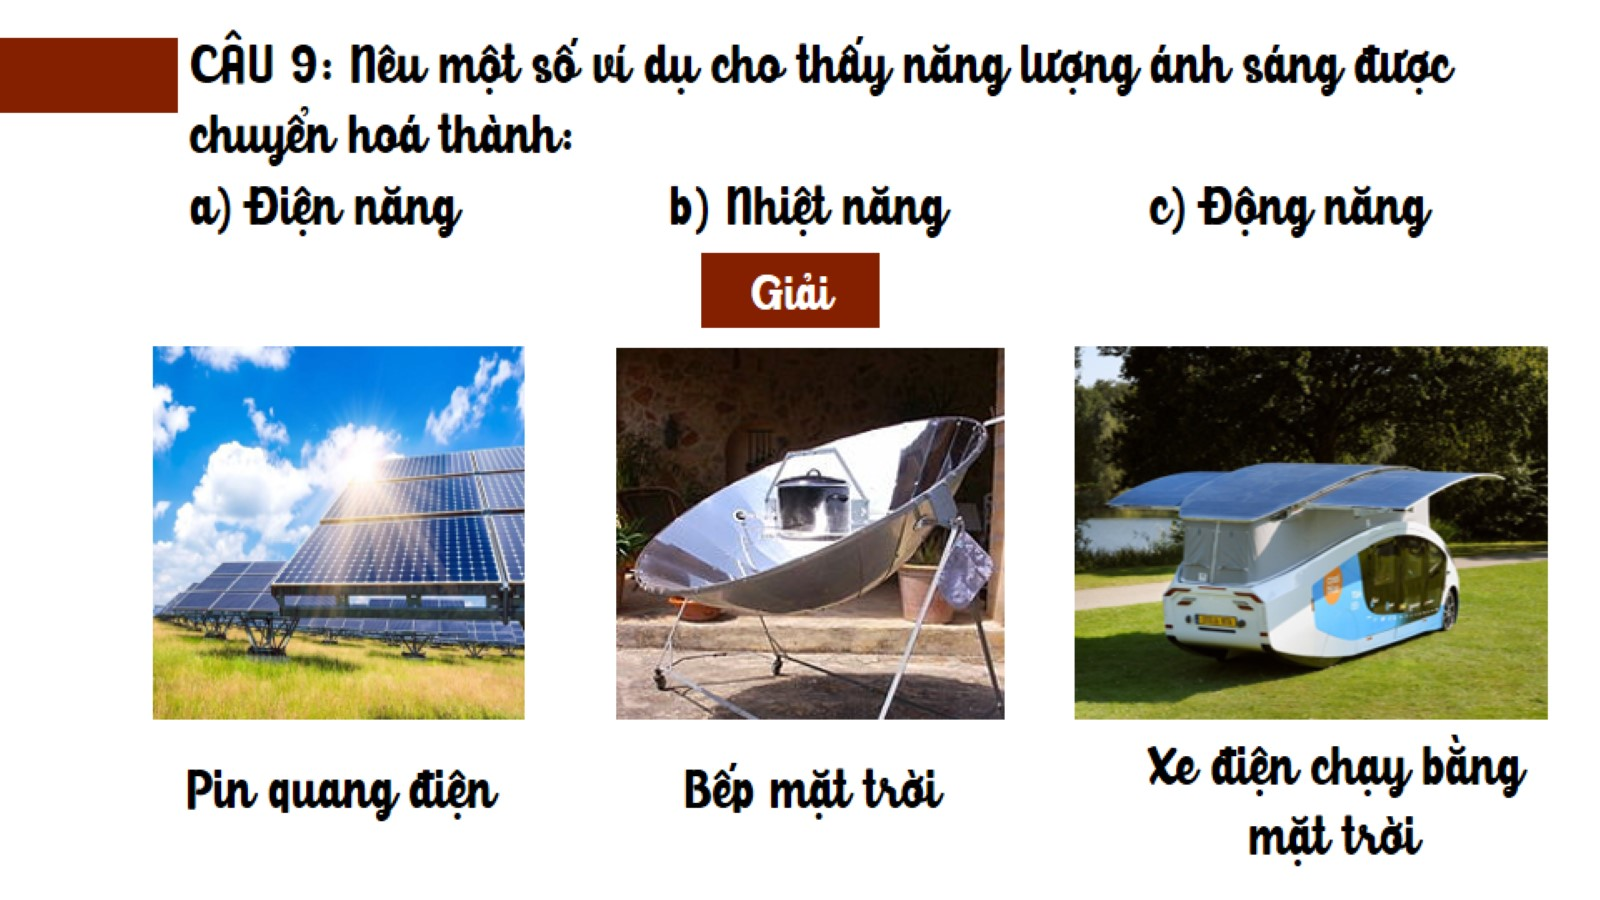 CÂU 9: Nêu một số ví dụ cho thấy năng lượng ánh sáng được
chuyển hoá thành:
a) Điện năng b) Nhiệt năng c) Động năng
Giải
Pin quang điện
Bếp mặt trời
Xe điện chạy bằng
mặt trời